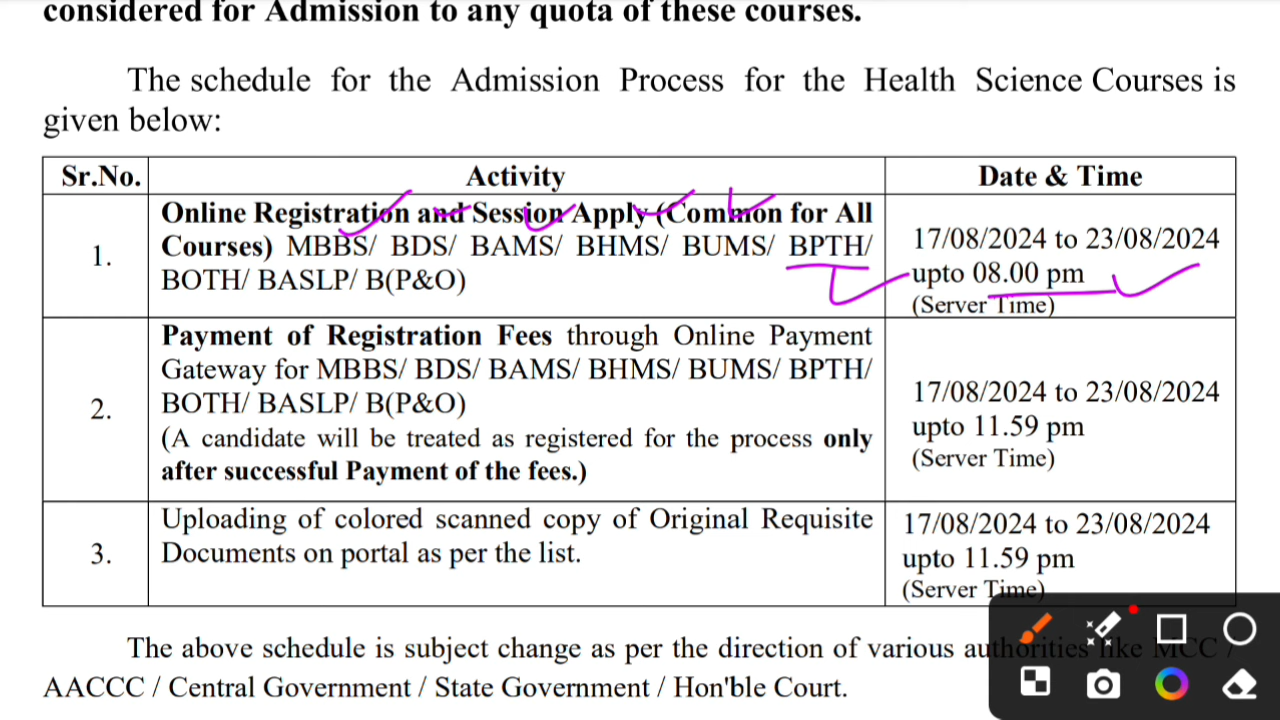 considered for Admission to any quota of these courses.
The schedule for the Admission Process for the Health Science Courses is
given below:
Sr.No. Activity Date & Time
1. Online Registration and Session Apply (Common for All
Courses) MBBS/ BDS/ BAMS/ BHMS/ BUMS/ BPTH/
BOTH/ BASLP/ B(P&O)
17/08/2024 to 23/08/2024
upto 08.00 pm
(Server Time)
2. Payment of Registration Fees through Online Payment
Gateway for MBBS/ BDS/ BAMS/ BHMS/ BUMS/ BPTH/
BOTH/ BASLP/ B(P&O)
(A candidate will be treated as registered for the process only
after successful Payment of the fees.)
17/08/2024 to 23/08/2024
upto 11.59 pm
(Server Time)
3. Uploading of colored scanned copy of Original Requisite
Documents on portal as per the list.
17/08/2024 to 23/08/2024
upto 11.59 pm
(Server Time)
The above schedule is subject change as per the direction of various authorities like MCC /
AACCC / Central Government / State Government / Hon'ble Court.